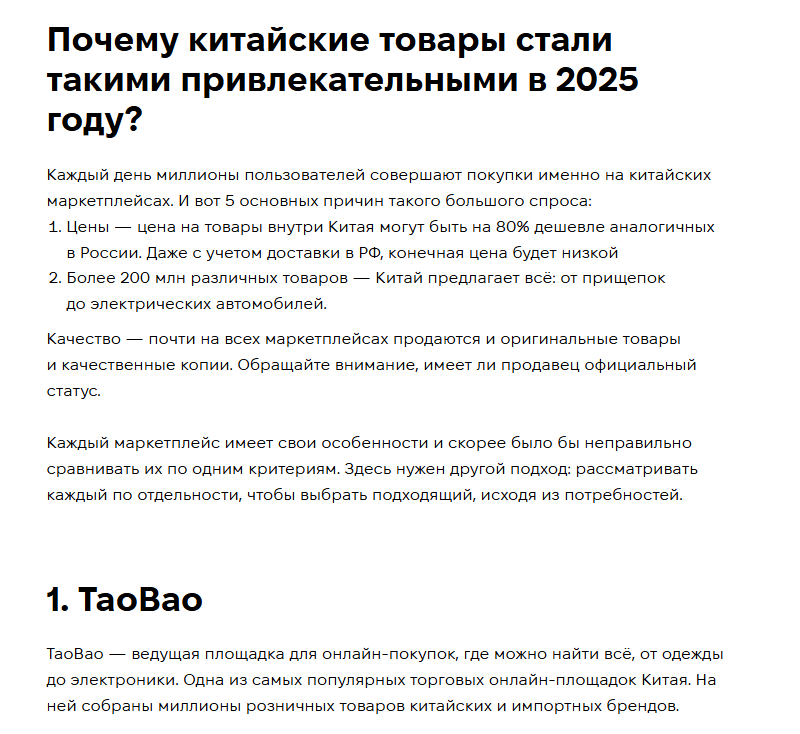 Почему китайские товары стали
такими привлекательными в 2025
году?
Каждый день миллионы пользователей совершают покупки именно на китайских
маркетплейсах. И вот 5 основных причин такого большого спроса:
1. Цены — цена на товары внутри Китая могут быть на 80% дешевле аналогичных
в России. Даже с учетом доставки в РФ, конечная цена будет низкой
2. Более 200 млн различных товаров — Китай предлагает всё: от прищепок
до электрических автомобилей.
Качество — почти на всех маркетплейсах продаются и оригинальные товары
и качественные копии. Обращайте внимание, имеет ли продавец официальный
статус.
Каждый маркетплейс имеет свои особенности и скорее было бы неправильно
сравнивать их по одним критериям. Здесь нужен другой подход: рассматривать
каждый по отдельности, чтобы выбрать подходящий, исходя из потребностей.
1. TaoBao
TaoBao — ведущая площадка для онлайн-покупок, где можно найти всё, от одежды
до электроники. Одна из самых популярных торговых онлайн-площадок Китая. На
ней собраны миллионы розничных товаров китайских и импортных брендов.